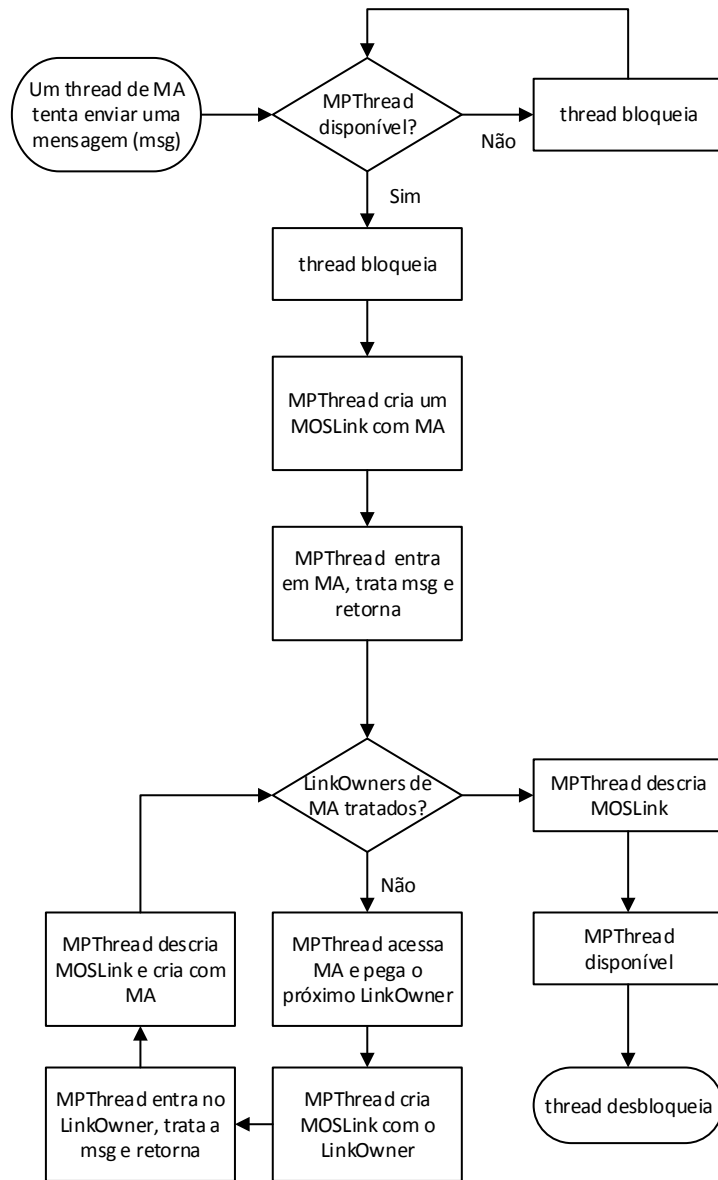 Um thread de MA
tenta enviar uma
mensagem (msg)
MPThread
disponível?
Não
thread bloqueia
Sim
thread bloqueia
MPThread cria um
MOSLink com MA
MPThread entra
em MA, trata msg e
retorna
LinkOwners de
MA tratados?
MPThread descria
MOSLink
Não
MPThread descria
MOSLink e cria com
MA
MPThread acessa
MA e pega o
próximo LinkOwner
MPThread
disponível
MPThread entra no
LinkOwner, trata a
msg e retorna
MPThread cria
MOSLink com o
LinkOwner
thread desbloqueia